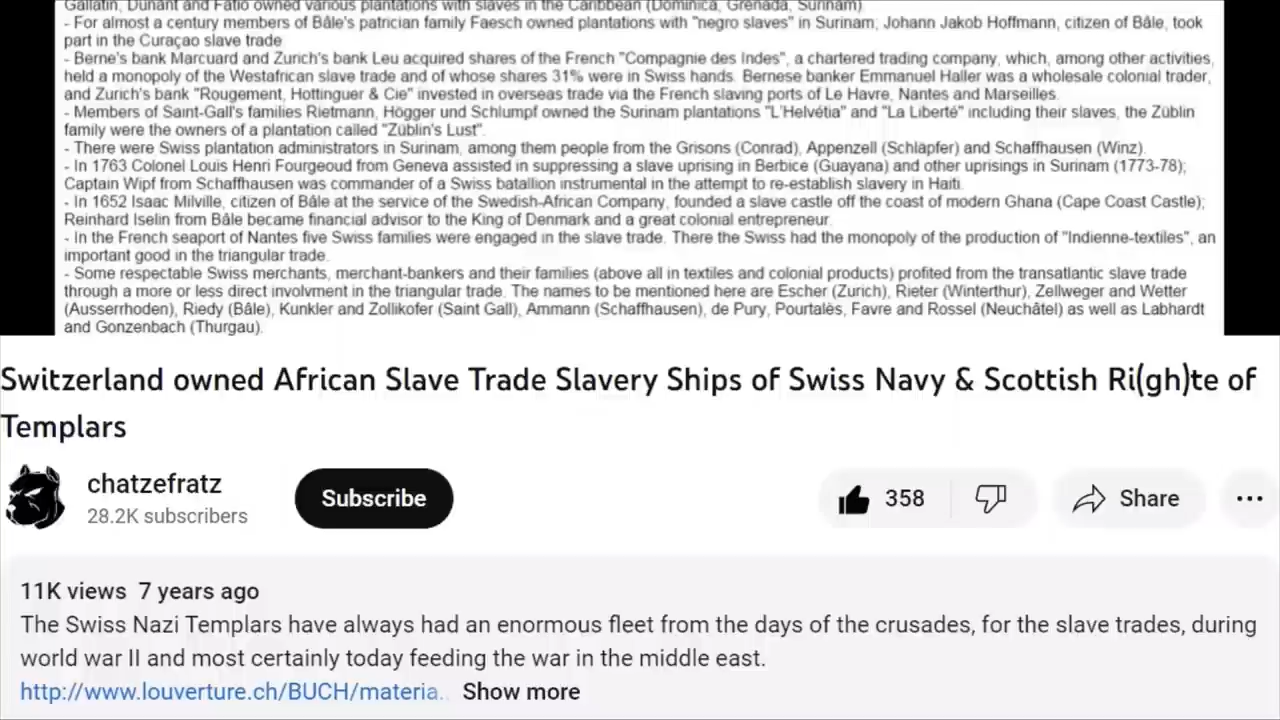 Gallatin, Dunant and Fatio owned various plantations with slaves in the Caribbean (Dominica, Grenada, Surinam)
- For almost a century members of Bâle's patrician family Faesch owned plantations with "negro slaves" in Surinam; Johann Jakob Hoffmann, citizen of Bâle, took
part in the Curaçao slave trade
- Berne's bank Marcuard and Zurich's bank Leu acquired shares of the French "Compagnie des Indes", a chartered trading company, which, among other activities,
held a monopoly of the Westafrican slave trade and of whose shares 31% were in Swiss hands. Bernese banker Emmanuel Haller was a wholesale colonial trader,
and Zurich's bank "Rougement, Hottinguer & Cie" invested in overseas trade via the French slaving ports of Le Havre, Nantes and Marseilles.
- Members of Saint-Gall's families Rietmann, Högger und Schlumpf owned the Surinam plantations "L'Helvétia" and "La Liberté" including their slaves, the Züblin
family were the owners of a plantation called "Züblin's Lust".
- There were Swiss plantation administrators in Surinam, among them people from the Grisons (Conrad), Appenzell (Schläpfer) and Schaffhausen (Winz).
- In 1763 Colonel Louis Henri Fourgeoud from Geneva assisted in suppressing a slave uprising in Berbice (Guayana) and other uprisings in Surinam (1773-78);
Captain Wipf from Schaffhausen was commander of a Swiss batallion instrumental in the attempt to re-establish slavery in Haiti.
- In 1652 Isaac Milville, citizen of Bâle at the service of the Swedish-African Company, founded a slave castle off the coast of modern Ghana (Cape Coast Castle);
Reinhard Iselin from Bâle became financial advisor to the King of Denmark and a great colonial entrepreneur.
- In the French seaport of Nantes five Swiss families were engaged in the slave trade. There the Swiss had the monopoly of the production of "Indienne-textiles", an
important good in the triangular trade.
- Some respectable Swiss merchants, merchant-bankers and their families (above all in textiles and colonial products) profited from the transatlantic slave trade
through a more or less direct involvment in the triangular trade. The names to be mentioned here are Escher (Zurich), Rieter (Winterthur), Zellweger and Wetter
(Ausserrhoden), Riedy (Bâle), Kunkler and Zollikofer (Saint Gall), Ammann (Schaffhausen), de Pury, Pourtalès, Favre and Rossel (Neuchâtel) as well as Labhardt
and Gonzenbach (Thurgau).
Switzerland owned African Slave Trade Slavery Ships of Swiss Navy & Scottish Ri(gh)te of
Templars
chatzefratz
28.2K subscribers
Subscribe
358
Share
11K views 7 years ago
The Swiss Nazi Templars have always had an enormous fleet from the days of the crusades, for the slave trades, during
world war II and most certainly today feeding the war in the middle east.
http://www.louverture.ch/BUCH/materia.. Show more